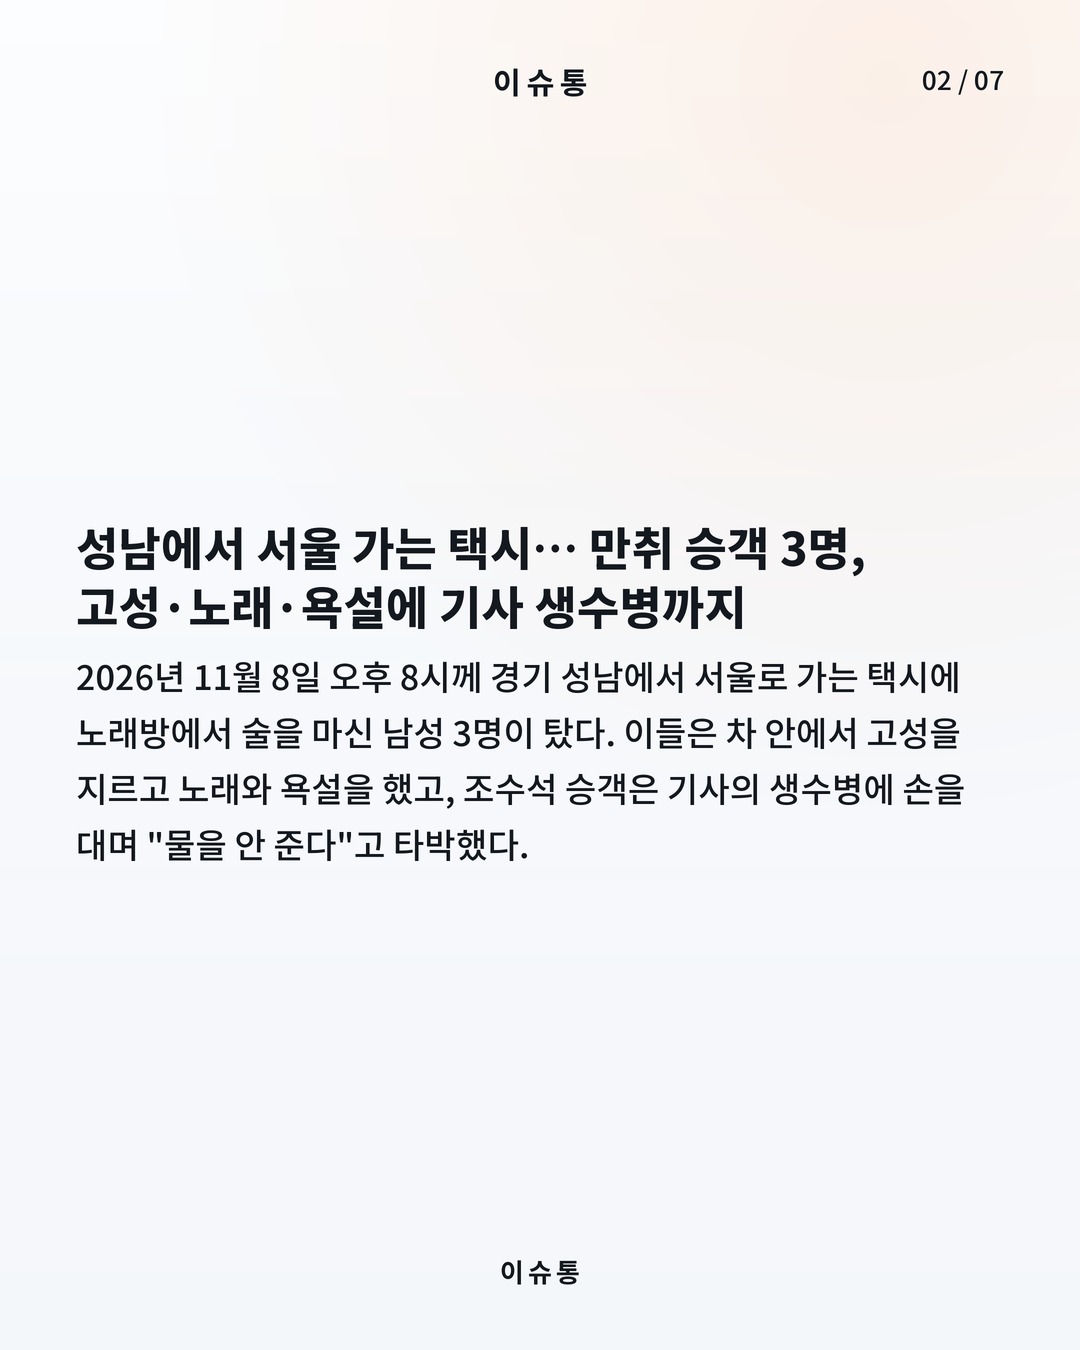 이슈통
02 / 07
성남에서 서울 가는 택시… 만취 승객 3명,
고성·노래·욕설에 기사 생수병까지
2026년 11월 8일 오후 8시께 경기 성남에서 서울로 가는 택시에
노래방에서 술을 마신 남성 3명이 탔다. 이들은 차 안에서 고성을
지르고 노래와 욕설을 했고, 조수석 승객은 기사의 생수병에 손을
대며 "물을 안 준다"고 타박했다.
이슈통